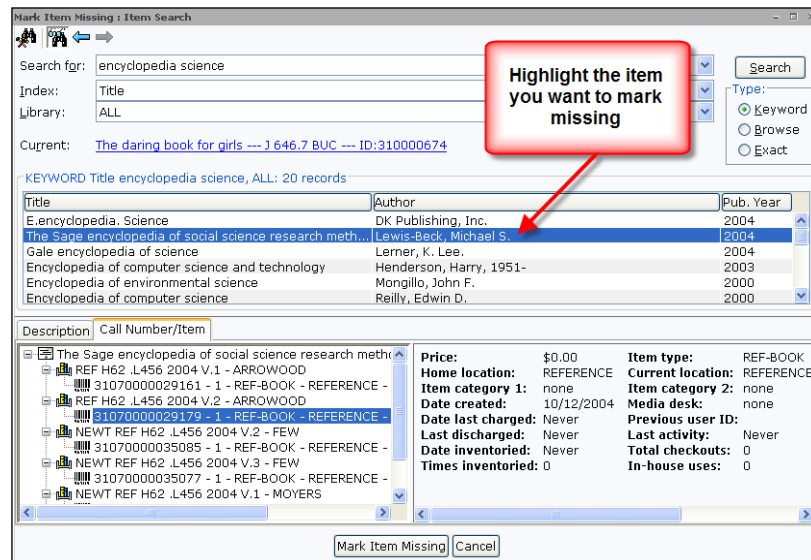 Mark Item Missing : Item Search
Search for: encyclopedia science Search
Highlight the item
you want to mark
missing
Index: Title
Type:
Library: ALL
Keyword
Browse
Exact
Current: The daring book for girls --- J 646.7 BUC --- ID:310000674
KEYWORD Title encyclopedia science, ALL: 20 records
Title Author Pub. Year
E.encyclopedia. Science DK Publishing, Inc. 2004
The Sage encyclopedia of social science research meth... Lewis-Beck, Michael S. 2004
Gale encyclopedia of science Lerner, K. Lee. 2004
Encyclopedia of computer science and technology Henderson, Harry, 1951- 2003
Encyclopedia of environmental science Mongillo, John F. 2000
Encyclopedia of computer science Reilly, Edwin D. 2000
Description Call Number/Item
The Sage encyclopedia of social science research meth
REF H62 .L456 2004 V.1 - ARROWOOD
31070000029161 - 1 - REF-BOOK - REFERENCE -
REF H62 .L456 2004 V.2 - ARROWOOD
31070000029179 - 1 - REF-BOOK - REFERENCE -
NEWT REF H62 .L456 2004 V.2 - FEW
31070000035085 - 1 - REF-BOOK - REFERENCE -
NEWT REF H62 .L456 2004 V.3 - FEW
31070000035077 - 1 - REF-BOOK - REFERENCE -
NEWT REF H62 .L456 2004 V.1 - MOYERS
Price: $0.00 Item type: REF-BOOK
Home location: REFERENCE Current location: REFERENCE
Item category 1: none Item category 2: none
Date created: 10/12/2004 Media desk: none
Date last charged: Never Previous user ID:
Last discharged: Never Last activity: Never
Date inventoried: Never Total checkouts: 0
Times inventoried: 0 In-house uses: 0
Mark Item Missing Cancel